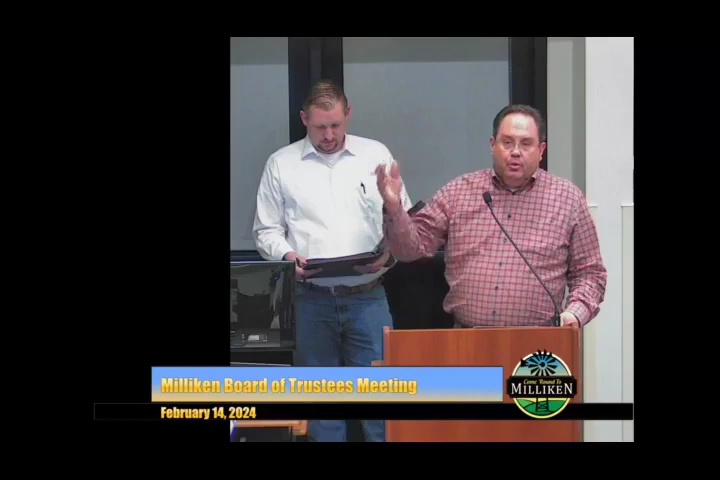 Milliken Board of Trustees Meeting
February 14, 2024
Come 'Round To
MILLIKEN